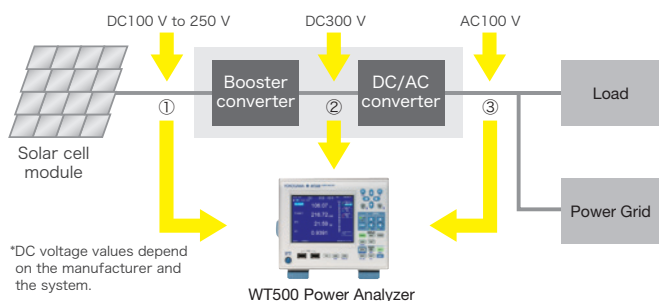 DC100 V to 250 V
DC300 V
AC100 V
Booster
converter
DC/AC
converter
①
②
③
Load
Solar cell
module
Power Grid
*DC voltage values depend
on the manufacturer and
the system.
WT500 Power Analyzer